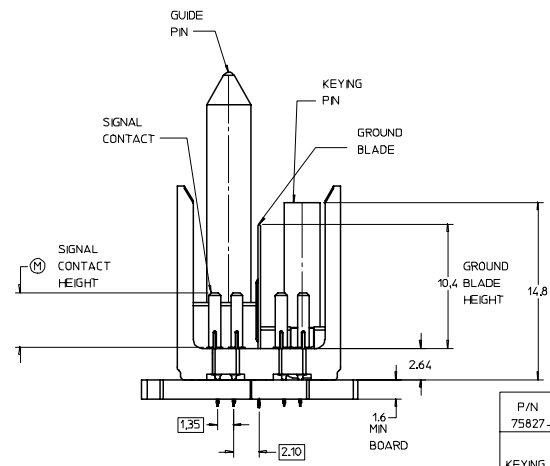 GUIDE
PIN
KEYING
PIN
SIGNAL
CONTACT
GROUND
BLADE
M
SIGNAL
CONTACT
HEIGHT
10,4
GROUND
BLADE
HEIGHT
14,8
2.64
1.6
MIN
BOARD
1,35
2.10
P/N
75827-
KEYING